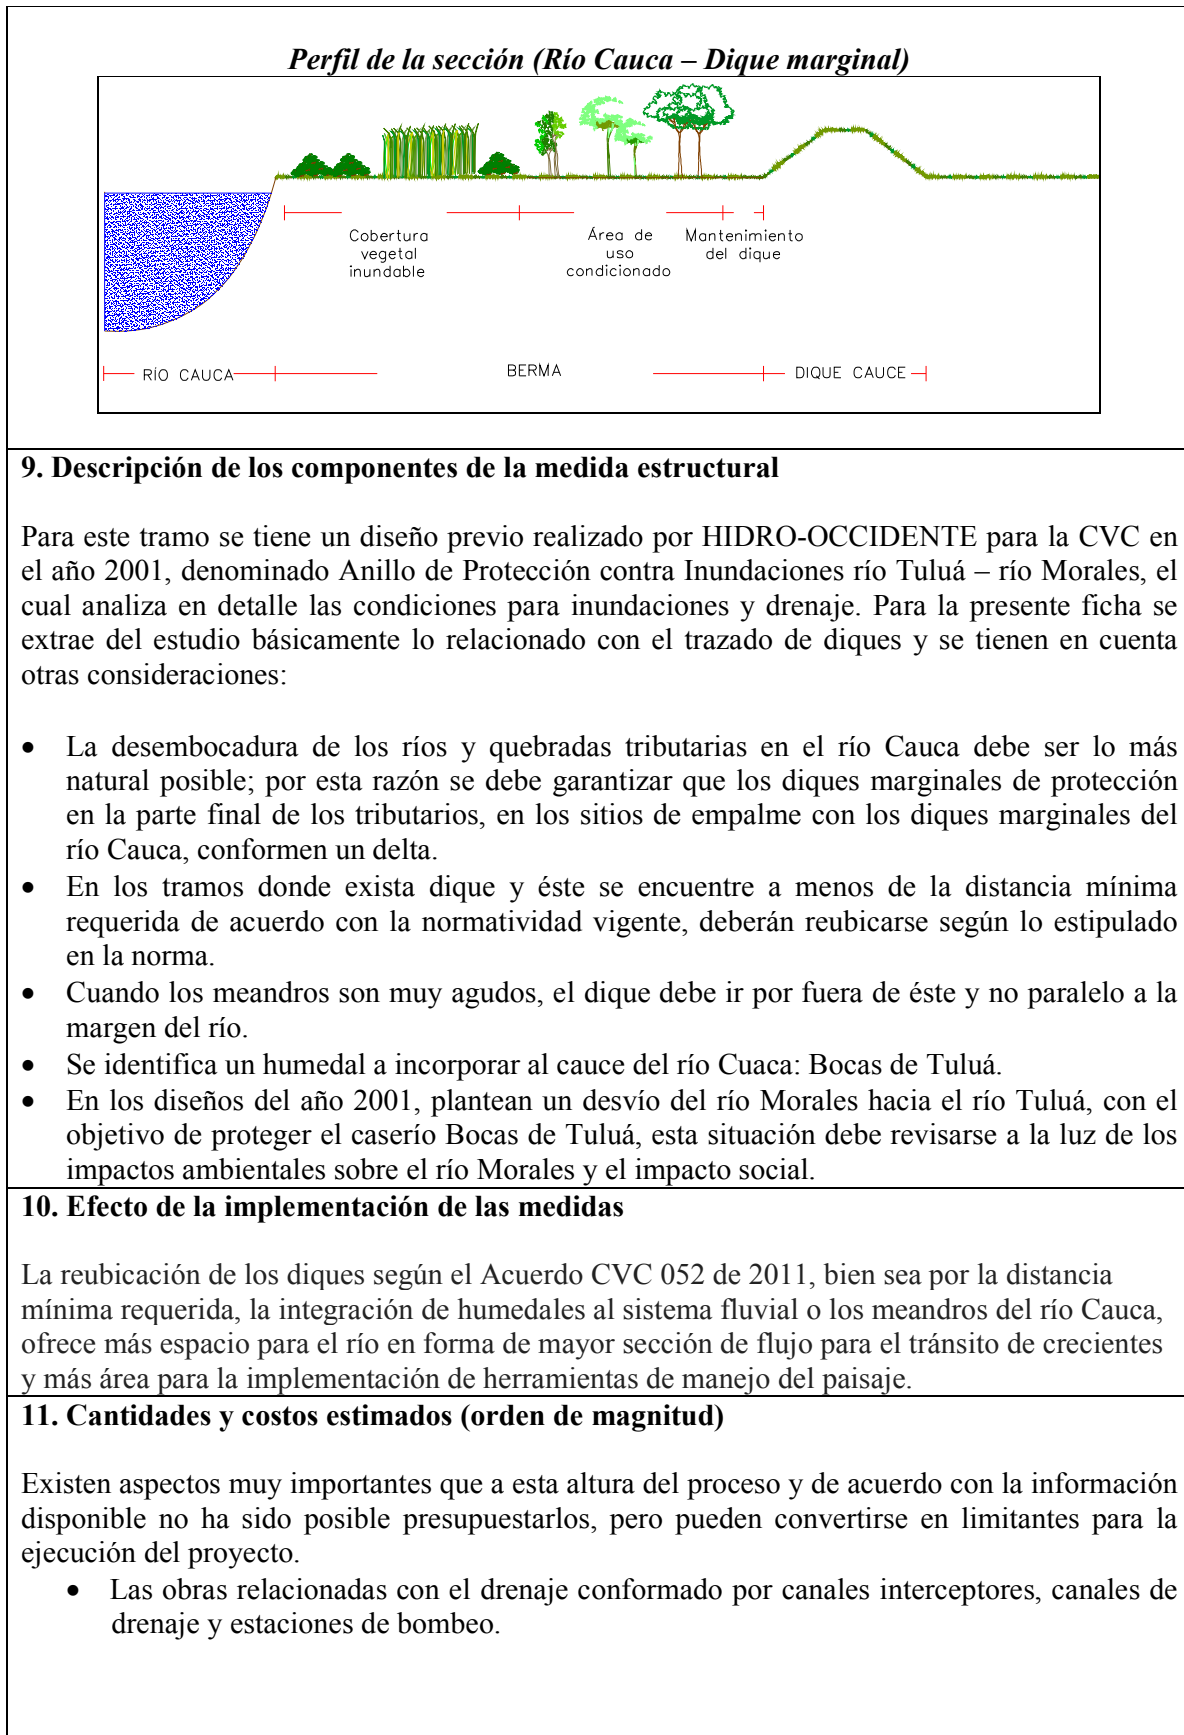 Perfil de la sección (Río Cauca – Dique marginal)
Cobertura
vegetal
inundable
Área de
uso
condicionado
Mantenimiento
del dique
RÍO CAUCA
BERMA
DIQUE CAUCE
9. Descripción de los componentes de la medida estructural
Para este tramo se tiene un diseño previo realizado por HIDRO-OCCIDENTE para la CVC en
el año 2001, denominado Anillo de Protección contra Inundaciones río Tuluá – río Morales, el
cual analiza en detalle las condiciones para inundaciones y drenaje. Para la presente ficha se
extrae del estudio básicamente lo relacionado con el trazado de diques y se tienen en cuenta
otras consideraciones:
• La desembocadura de los ríos y quebradas tributarias en el río Cauca debe ser lo más
natural posible; por esta razón se debe garantizar que los diques marginales de protección
en la parte final de los tributarios, en los sitios de empalme con los diques marginales del
río Cauca, conformen un delta.
• En los tramos donde exista dique y éste se encuentre a menos de la distancia mínima
requerida de acuerdo con la normatividad vigente, deberán reubicarse según lo estipulado
en la norma.
• Cuando los meandros son muy agudos, el dique debe ir por fuera de éste y no paralelo a la
margen del río.
• Se identifica un humedal a incorporar al cauce del río Cuaca: Bocas de Tuluá.
• En los diseños del año 2001, plantean un desvío del río Morales hacia el río Tuluá, con el
objetivo de proteger el caserío Bocas de Tuluá, esta situación debe revisarse a la luz de los
impactos ambientales sobre el río Morales y el impacto social.
10. Efecto de la implementación de las medidas
La reubicación de los diques según el Acuerdo CVC 052 de 2011, bien sea por la distancia
mínima requerida, la integración de humedales al sistema fluvial o los meandros del río Cauca,
ofrece más espacio para el río en forma de mayor sección de flujo para el tránsito de crecientes
y más área para la implementación de herramientas de manejo del paisaje.
11. Cantidades y costos estimados (orden de magnitud)
Existen aspectos muy importantes que a esta altura del proceso y de acuerdo con la información
disponible no ha sido posible presupuestarlos, pero pueden convertirse en limitantes para la
ejecución del proyecto.
• Las obras relacionadas con el drenaje conformado por canales interceptores, canales de
drenaje y estaciones de bombeo.